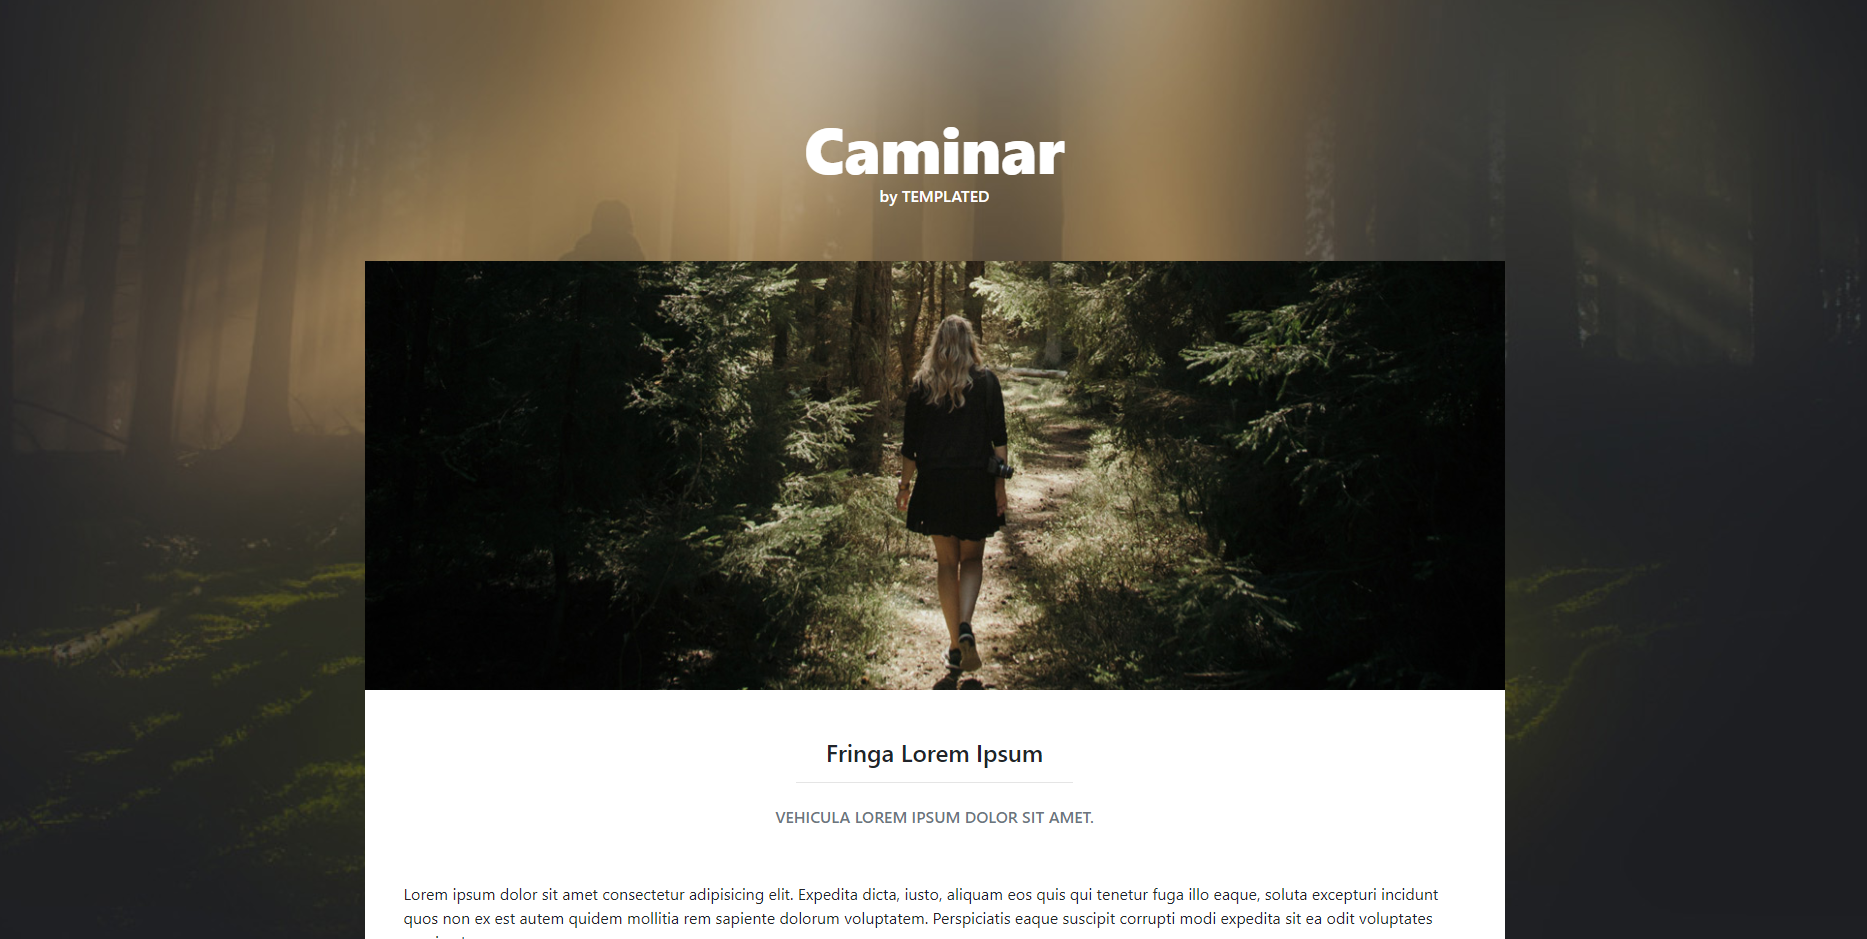 Caminar
by TEMPLATED
Fringa Lorem Ipsum
VEHICULA LOREM IPSUM DOLOR SIT AMET.
Lorem ipsum dolor sit amet consectetur adipisicing elit. Expedita dicta, iusto, aliquam eos quis qui tenetur fuga illo eaque, soluta excepturi incidunt
quos non ex est autem quidem mollitia rem sapiente dolorum voluptatem. Perspiciatis eaque suscipit corrupti modi expedita sit ea odit voluptates